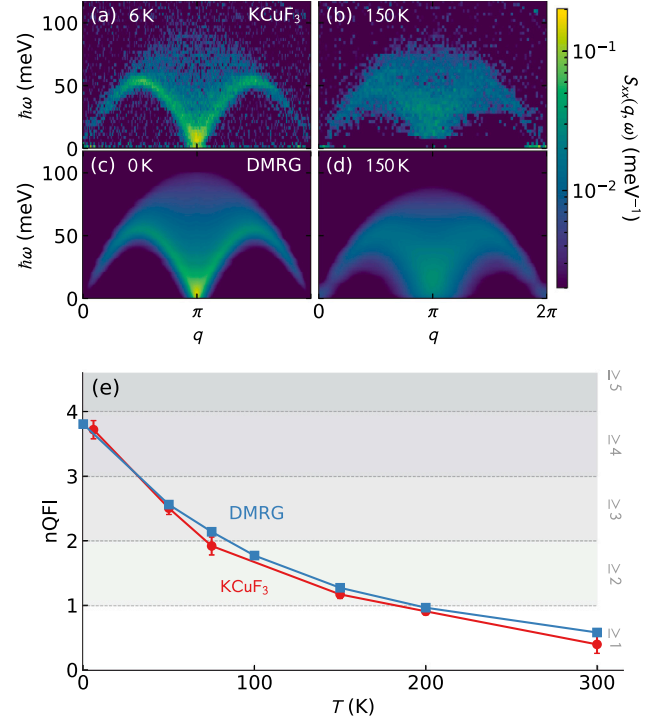 (a) 6 K KCuF₃
(b) 150 K
ħω (meV)
100
50
0
(c) 0 K DMRG
(d) 150 K
ħω (meV)
100
50
0
0 π
q
0 π 2π
q
10⁻¹
10⁻²
Sₓₓ(q, ω) (meV⁻¹)
(e)
nQFI
4
3
2
1
0
DMRG
KCuF₃
≥ 5
≥ 4
≥ 3
≥ 2
≥ 1
0 100 200 300
T (K)